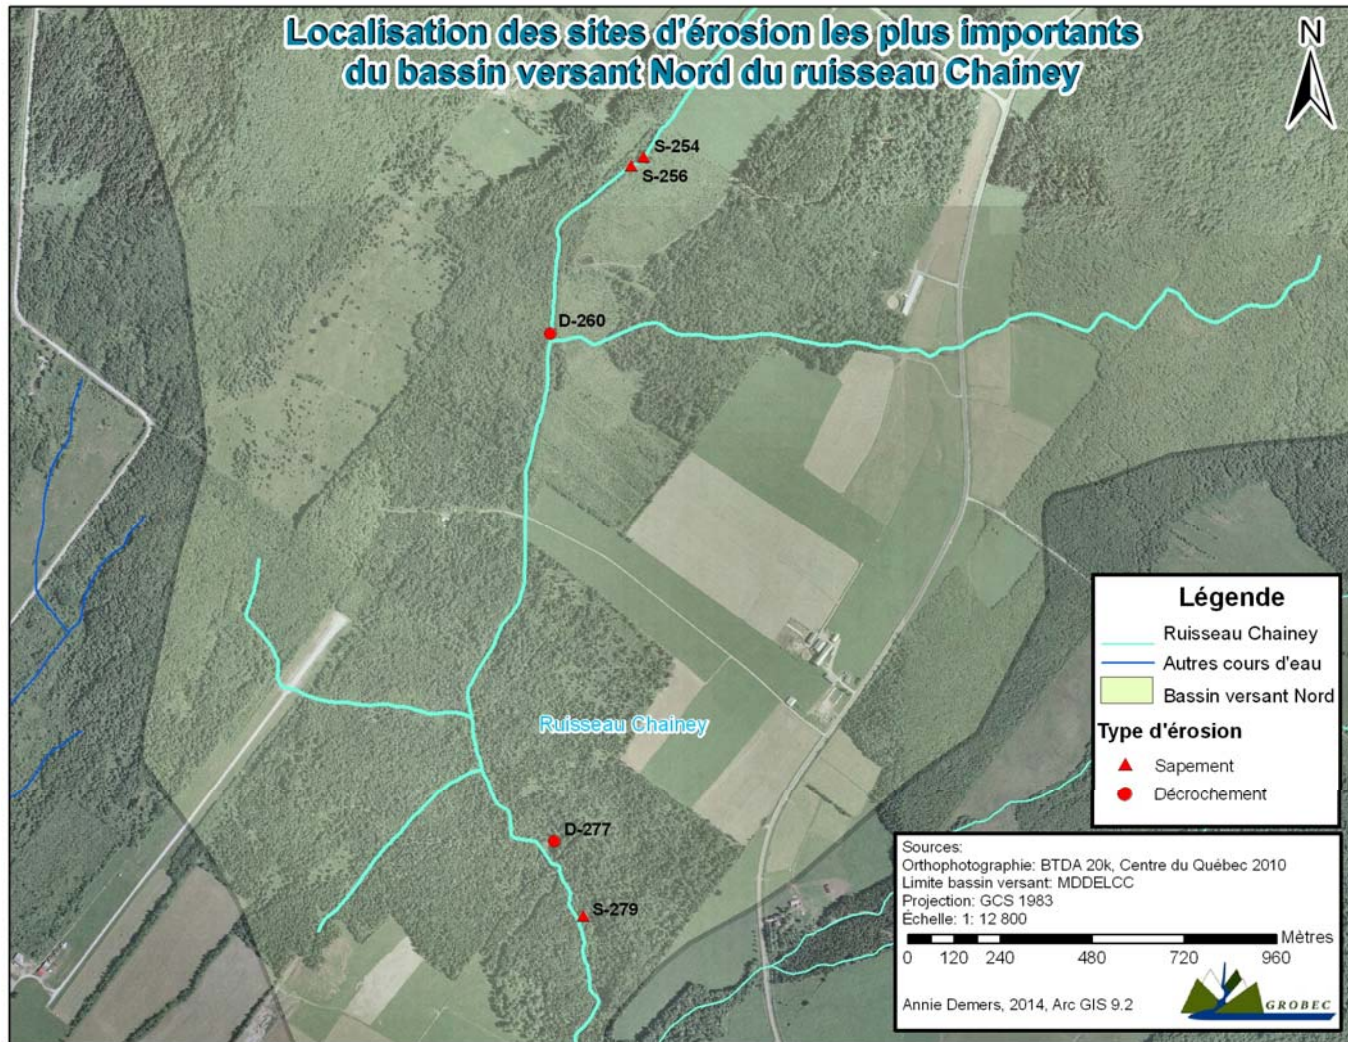 Localisation des sites d'érosion les plus importants
du bassin versant Nord du ruisseau Chainey
N
S-254
S-256
D-260
Ruisseau Chainey
D-277
S-279
Légende
Ruisseau Chainey
Autres cours d'eau
Bassin versant Nord
Type d'érosion
Sapement
Décrochement
Sources:
Orthophotographie: BTDA 20k, Centre du Québec 2010
Limite bassin versant: MDDELCC
Projection: GCS 1983
Échelle: 1: 12 800
Mètres
0 120 240 480 720 960
Annie Demers, 2014, Arc GIS 9.2
GROBEC